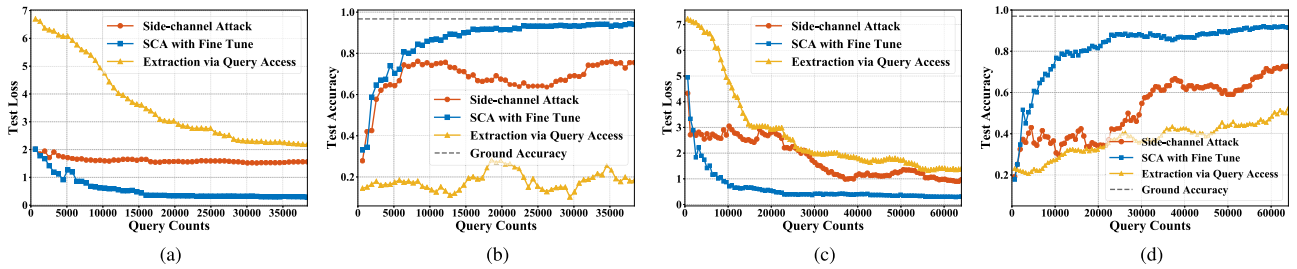 7
6
5
4
3
2
1
0
Test Loss
Side-channel Attack
SCA with Fine Tune
Eextraction via Query Access
0 5000 10000 15000 20000 25000 30000 35000
Query Counts
(a)
1.0
0.8
0.6
0.4
0.2
Test Accuracy
Side-channel Attack
SCA with Fine Tune
Extraction via Query Access
Ground Accuracy
0 5000 10000 15000 20000 25000 30000 35000
Query Counts
(b)
7
6
5
4
3
2
1
0
Test Loss
Side-channel Attack
SCA with Fine Tune
Eextraction via Query Access
0 10000 20000 30000 40000 50000 60000
Query Counts
(c)
1.0
0.8
0.6
0.4
0.2
Test Accuracy
Side-channel Attack
SCA with Fine Tune
Extraction via Query Access
Ground Accuracy
0 10000 20000 30000 40000 50000 60000
Query Counts
(d)